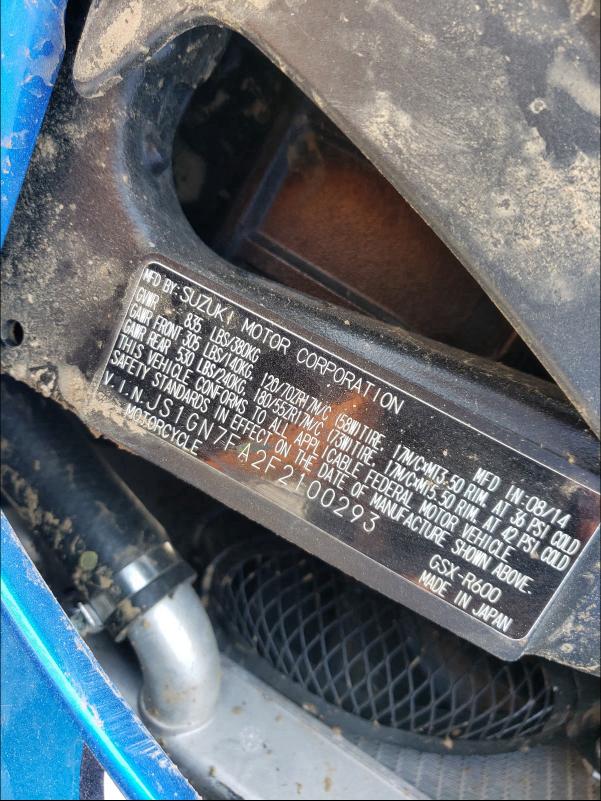 MFD BY: SUZUKI MOTOR CORPORATION MFD IN: 08/14
GVWR 835 LBS/380KG
GAWR FRONT 305 LBS/140KG, 120/70ZR17M/C (58W)TIRE, 17M/C×MT3.50 RIM, AT 36 PSI COLD
GAWR REAR 530 LBS/240KG, 180/55ZR17M/C (73W)TIRE, 17M/C×MT5.50 RIM, AT 42 PSI COLD
THIS VEHICLE CONFORMS TO ALL APPLICABLE FEDERAL MOTOR VEHICLE
SAFETY STANDARDS IN EFFECT ON THE DATE OF MANUFACTURE SHOWN ABOVE.
V.I.N. JS1GN7FA2F2100293 GSX-R600
MOTORCYCLE MADE IN JAPAN